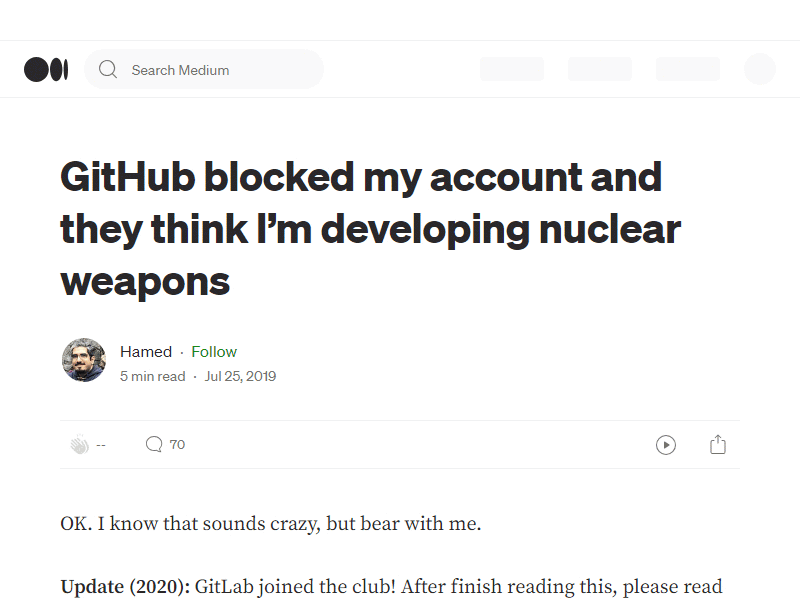 Search Medium
GitHub blocked my account and
they think I’m developing nuclear
weapons
Hamed · Follow
5 min read · Jul 25, 2019
-- 70
OK. I know that sounds crazy, but bear with me.
Update (2020): GitLab joined the club! After finish reading this, please read